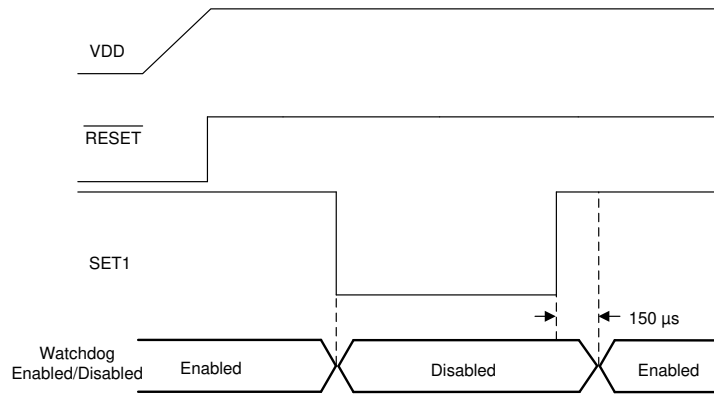 VDD
RESET
SET1
150 µs
Watchdog
Enabled/Disabled
Enabled
Disabled
Enabled